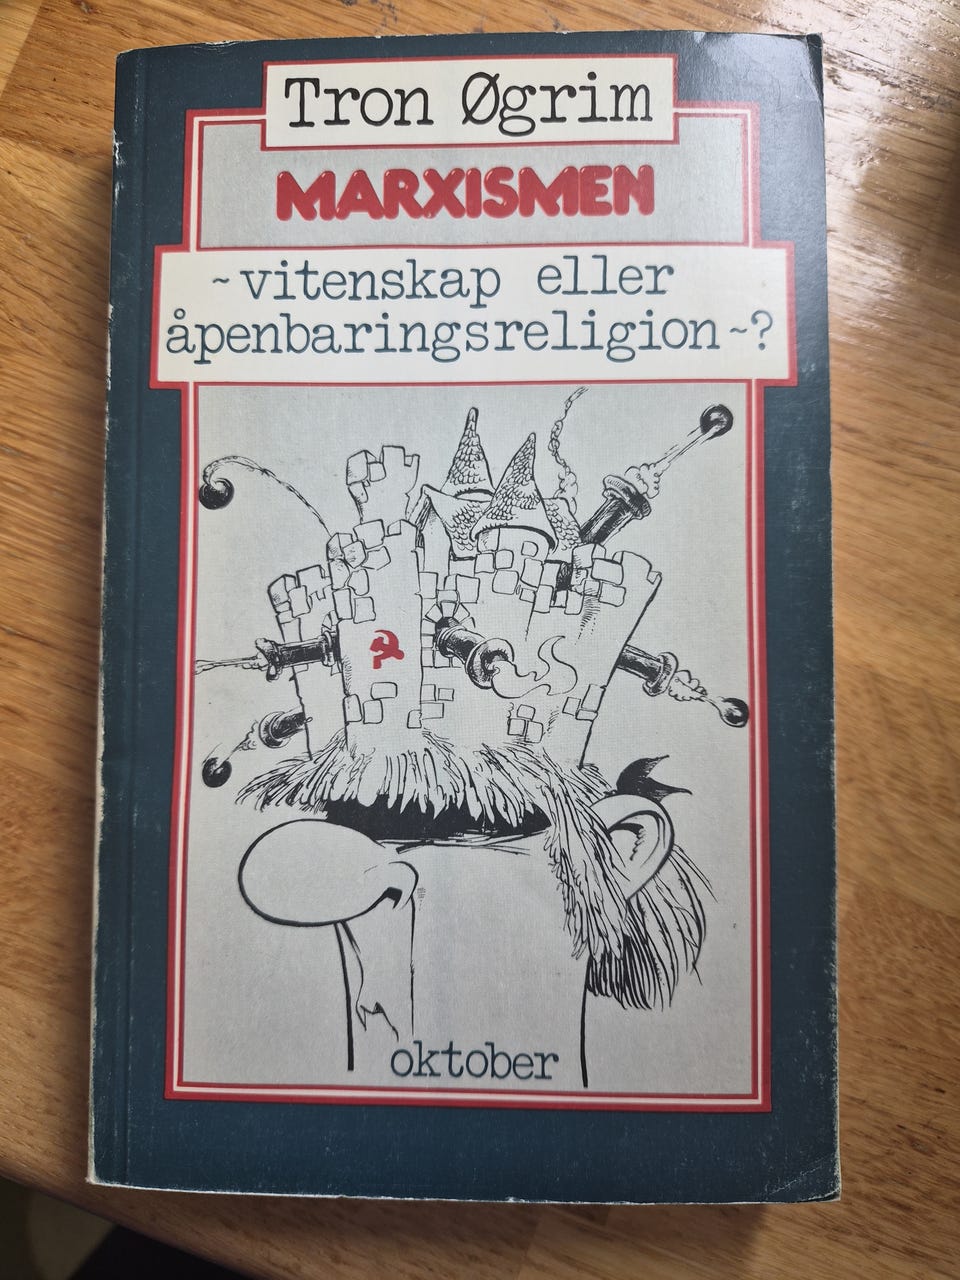 Tron Øgrim
MARXISMEN
~vitenskap eller
åpenbaringsreligion~?
oktober